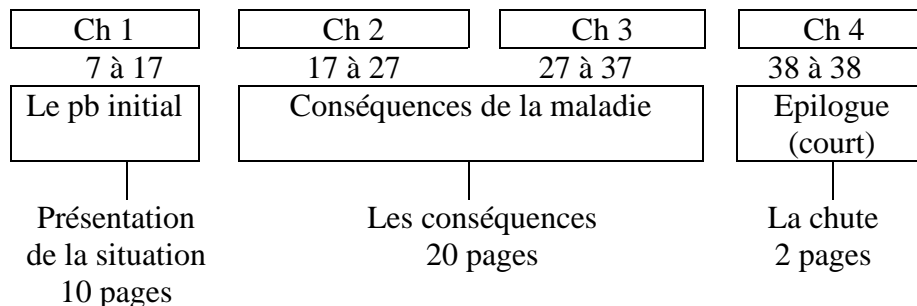 Ch 1 Ch 2 Ch 3 Ch 4
7 à 17 17 à 27 27 à 37 38 à 38
Le pb initial Conséquences de la maladie Epilogue
(court)
Présentation Les conséquences La chute
de la situation 20 pages 2 pages
10 pages